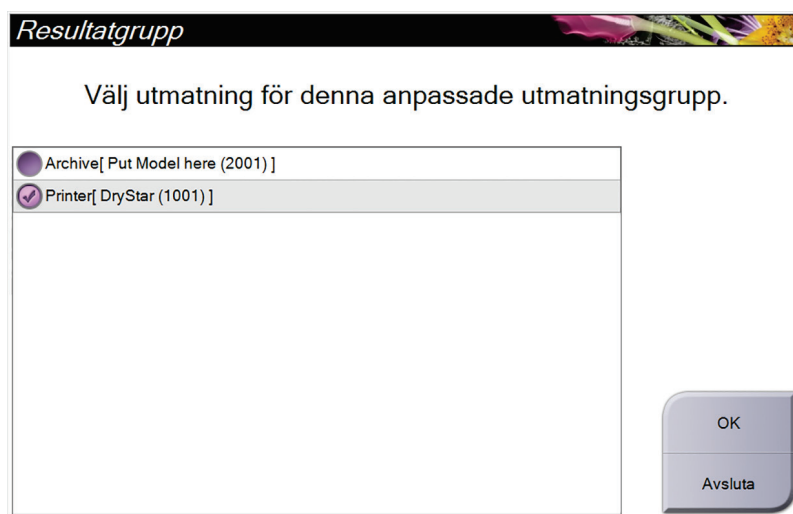 Resultatgrupp
Välj utmatning för denna anpassade utmatningsgrupp.
Archive[ Put Model here (2001) ]
Printer[ DryStar (1001) ]
OK
Avsluta